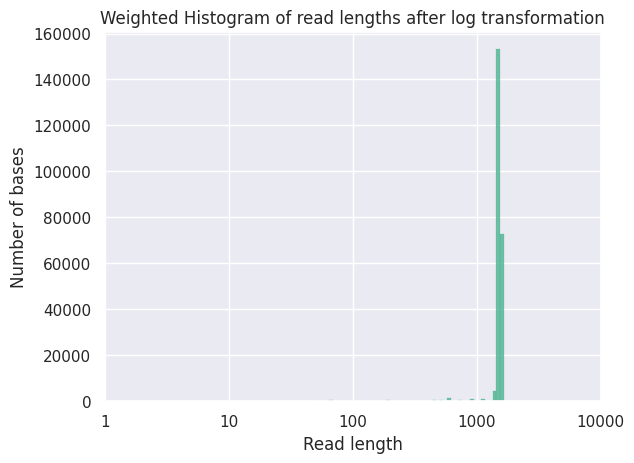 Weighted Histogram of read lengths after log transformation
160000
140000
120000
100000
80000
60000
40000
20000
0
Number of bases
1 10 100 1000 10000
Read length